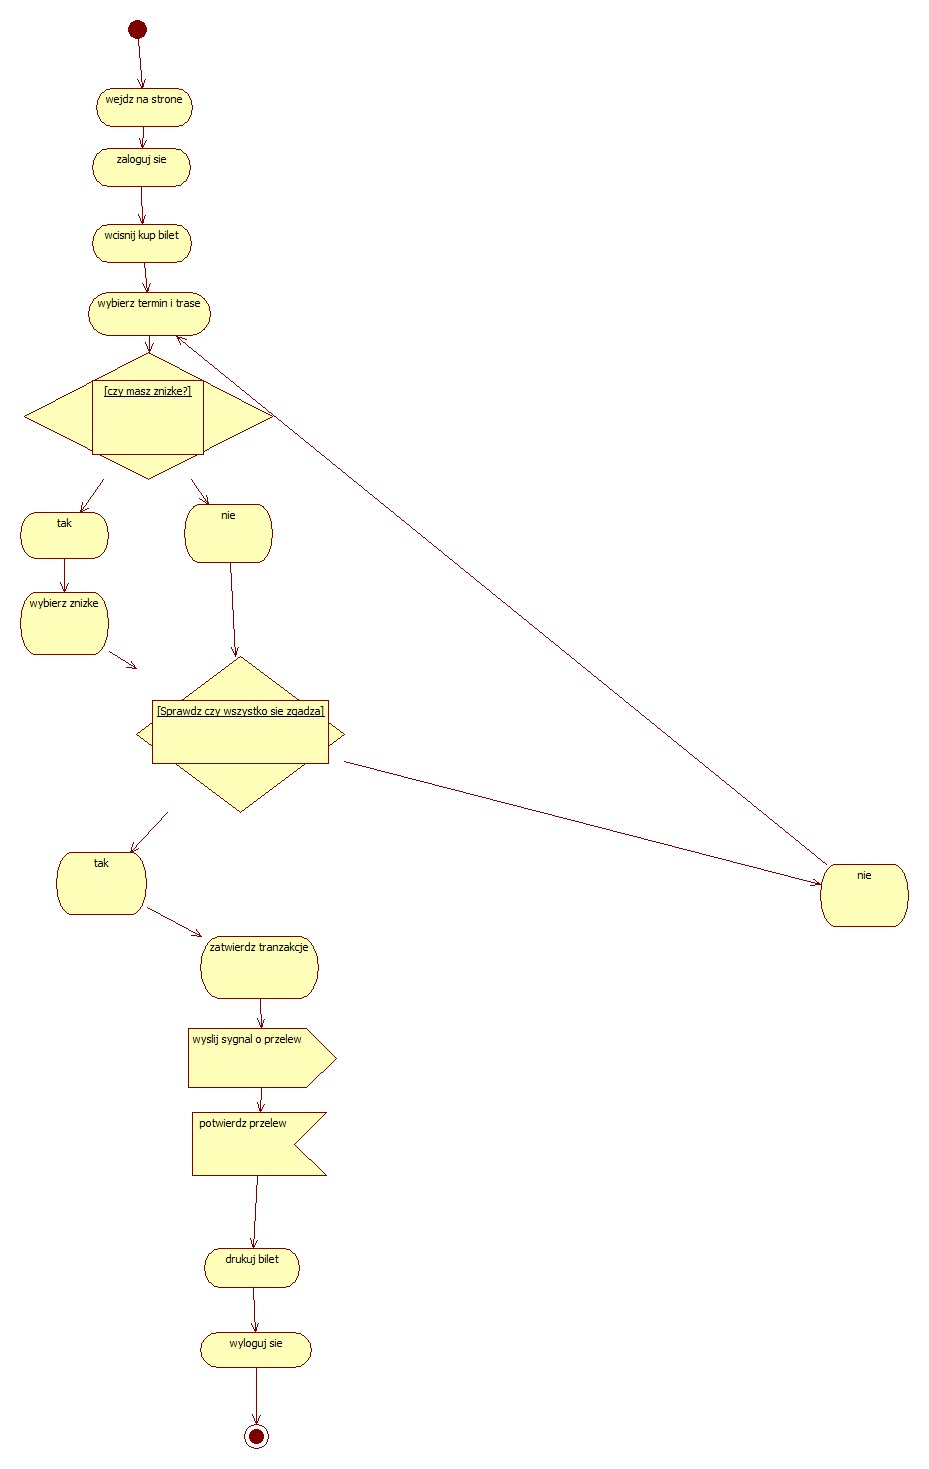 wejdz na strone
zaloguj sie
wcisnij kup bilet
wybierz termin i trase
[czy masz znizke?]
tak
nie
wybierz znizke
[Sprawdz czy wszystko sie zgadza]
tak
nie
zatwierdz tranzakcje
wyslij sygnal o przelew
potwierdz przelew
drukuj bilet
wyloguj sie